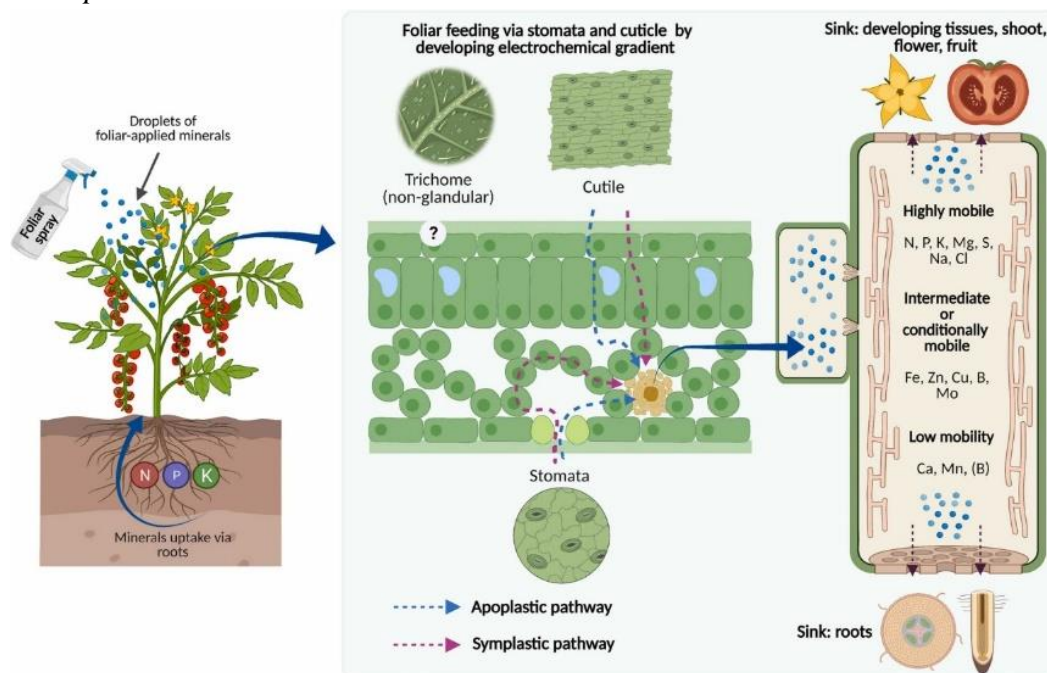 Droplets of
foliar-applied minerals
Foliar
spray
N P K
Minerals uptake via
roots
Foliar feeding via stomata and cuticle by
developing electrochemical gradient
Trichome
(non-glandular)
Cutile
?
Stomata
Apoplastic pathway
Symplastic pathway
Sink: developing tissues, shoot,
flower, fruit
Highly mobile
N, P, K, Mg, S,
Na, Cl
Intermediate
or
conditionally
mobile
Fe, Zn, Cu, B,
Mo
Low mobility
Ca, Mn, (B)
Sink: roots